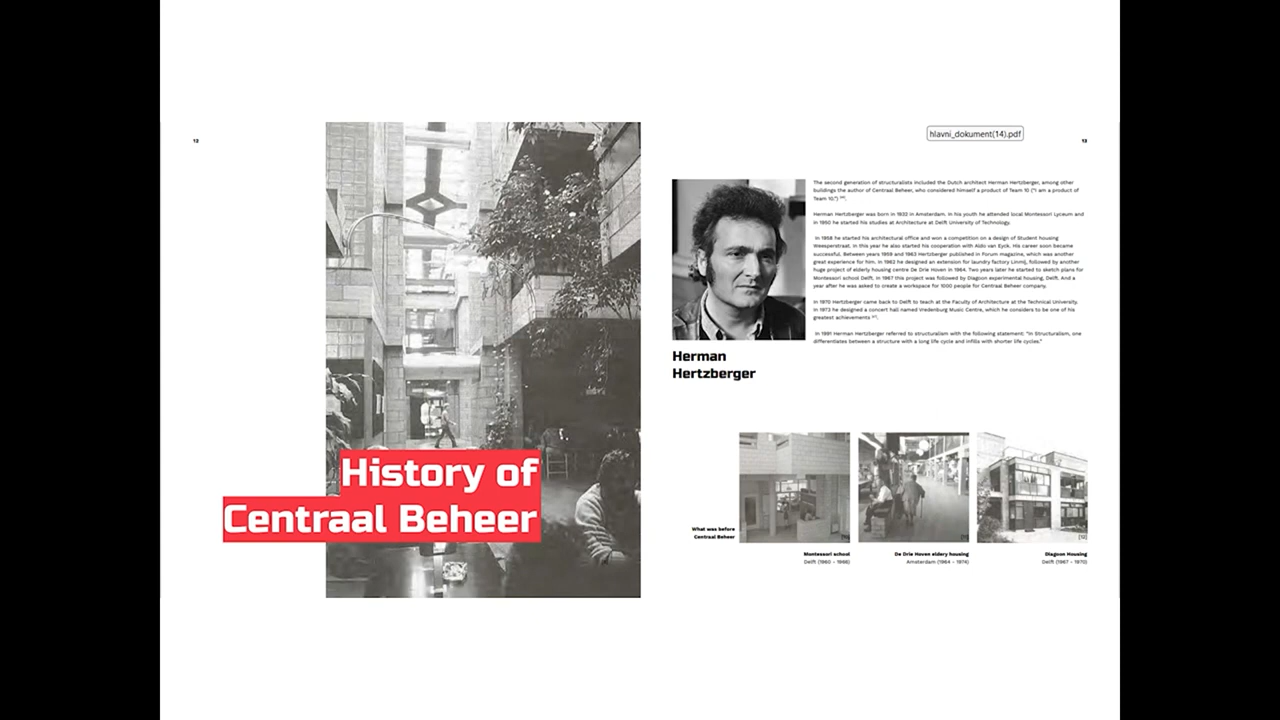 12
History of
Centraal Beheer
hlavni_dokument(14).pdf
13
The second generation of structuralists included the Dutch architect Herman Hertzberger, among other
buildings the author of Centraal Beheer, who considered himself a product of Team 10 ("I am a product of
Team 10.")
Herman Hertzberger was born in 1932 in Amsterdam. In his youth he attended local Montessori Lyceum and
in 1950 he started his studies at Architecture at Delft University of Technology.
In 1958 he started his architectural office and won a competition on a design of Student housing
Weesperstraat. In this year he also started his cooperation with Aldo van Eyck. His career soon became
successful. Between years 1959 and 1963 Hertzberger published in Forum magazine, which was another
great experience for him. In 1962 he designed an extension for laundry factory Linmij, followed by another
huge project of elderly housing centre De Drie Hoven in 1964. Two years later he started to sketch plans for
Montessori school Delft. In 1967 this project was followed by Diagoon experimental housing, Delft. And a
year after he was asked to create a workspace for 1000 people for Centraal Beheer company.
In 1970 Hertzberger came back to Delft to teach at the Faculty of Architecture at the Technical University.
In 1973 he designed a concert hall named Vredenburg Music Centre, which he considers to be one of his
greatest achievements
In 1991 Herman Hertzberger referred to structuralism with the following statement: "In Structuralism, one
differentiates between a structure with a long life cycle and infills with shorter life cycles."
Herman
Hertzberger
What was before
Centraal Beheer
Montessori school
Delft (1960 - 1966)
De Drie Hoven eldery housing
Amsterdam (1964 - 1974)
[12]
Diagoon Housing
Delft (1967 - 1970)